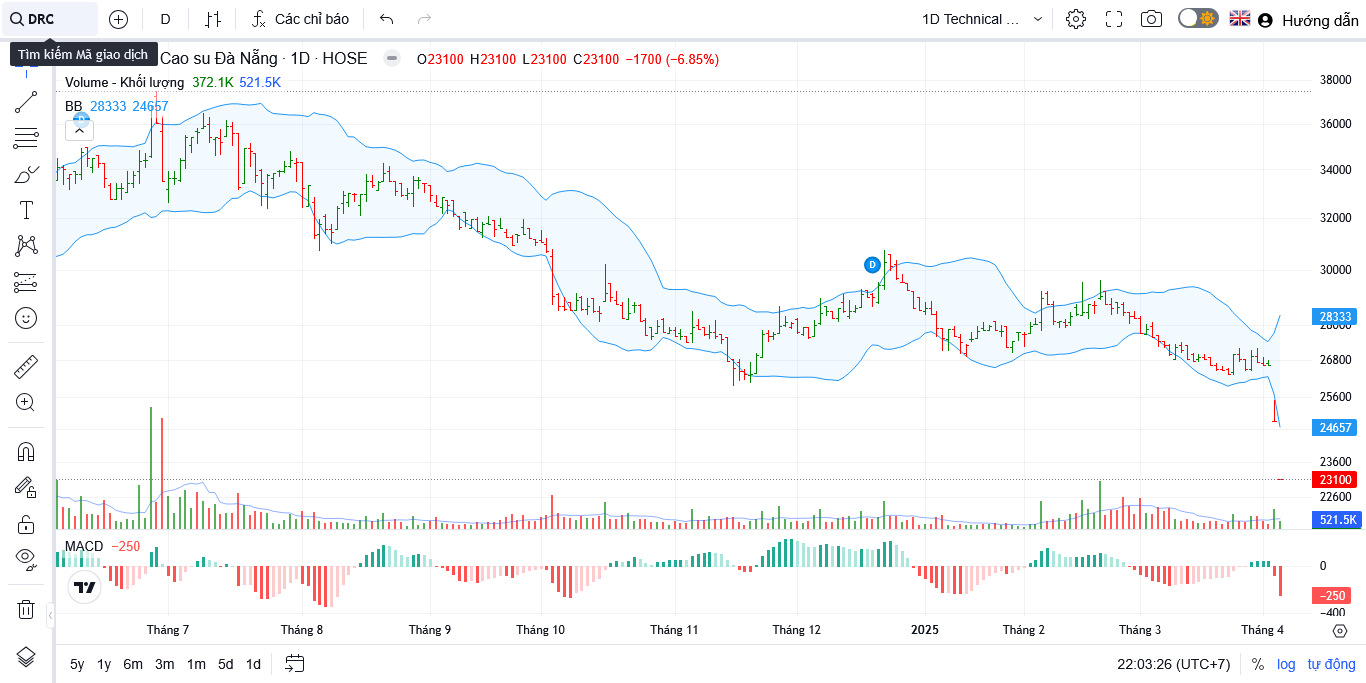 DRC
D
Các chỉ báo
1D Technical ...
Hướng dẫn
Tìm kiếm Mã giao dịch
Cao su Đà Nẵng · 1D · HOSE
O23100 H23100 L23100 C23100 −1700 (−6.85%)
Volume - Khối lượng 372.1K 521.5K
BB 28333 24657
D
38000
36000
34000
32000
30000
28333
28000
26800
25600
24657
23600
23100
22600
521.5K
MACD −250
0
−250
−400
Tháng 7
Tháng 8
Tháng 9
Tháng 10
Tháng 11
Tháng 12
2025
Tháng 2
Tháng 3
Tháng 4
5y 1y 6m 3m 1m 5d 1d
22:03:26 (UTC+7)
% log tự động